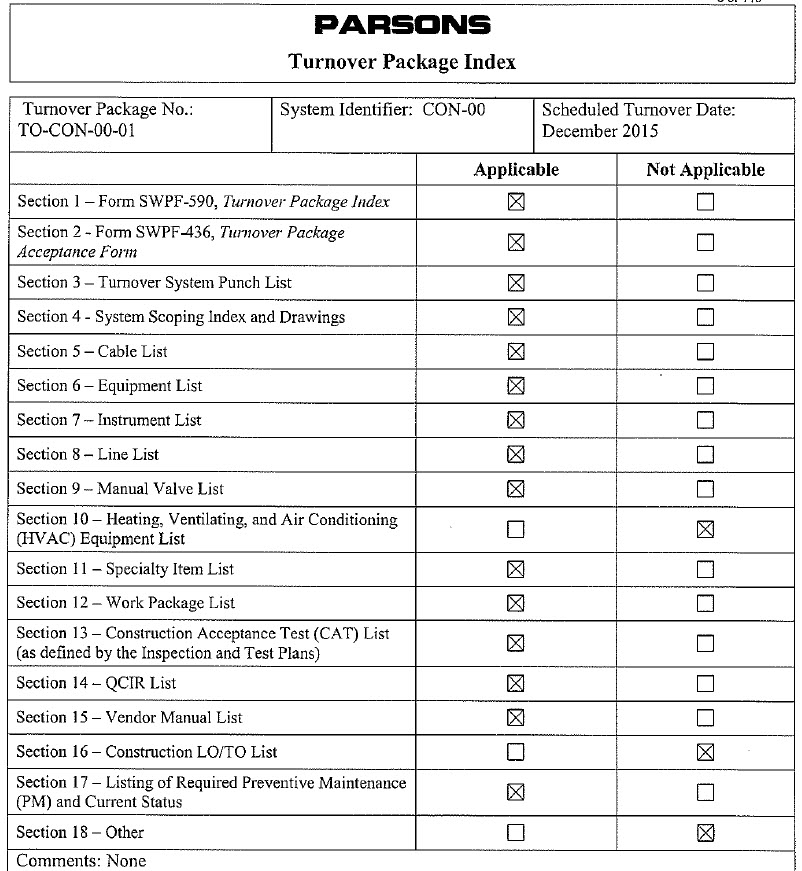 PARSONS
Turnover Package Index
Turnover Package No.:
TO-CON-00-01
System Identifier: CON-00
Scheduled Turnover Date:
December 2015
Applicable
Not Applicable
Section 1 – Form SWPF-590, Turnover Package Index
Section 2 - Form SWPF-436, Turnover Package
Acceptance Form
Section 3 – Turnover System Punch List
Section 4 - System Scoping Index and Drawings
Section 5 – Cable List
Section 6 – Equipment List
Section 7 – Instrument List
Section 8 – Line List
Section 9 – Manual Valve List
Section 10 – Heating, Ventilating, and Air Conditioning
(HVAC) Equipment List
Section 11 – Specialty Item List
Section 12 – Work Package List
Section 13 – Construction Acceptance Test (CAT) List
(as defined by the Inspection and Test Plans)
Section 14 – QCIR List
Section 15 – Vendor Manual List
Section 16 – Construction LO/TO List
Section 17 – Listing of Required Preventive Maintenance
(PM) and Current Status
Section 18 – Other
Comments: None